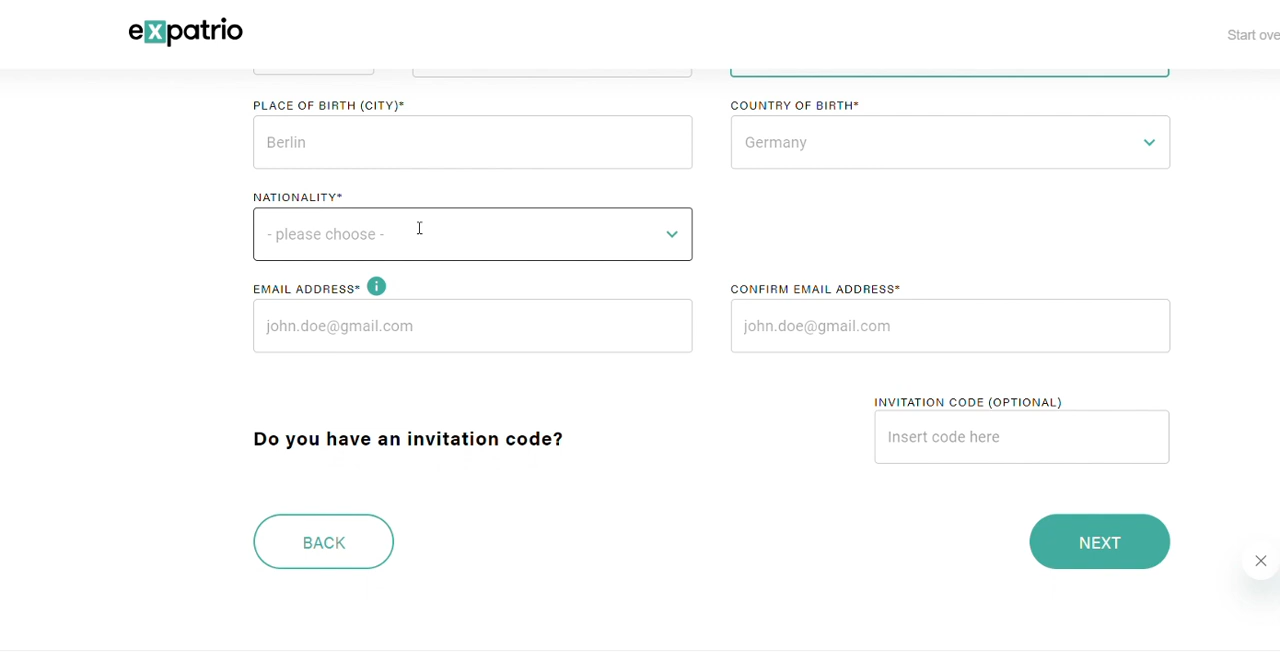 expatrio
Start ove
PLACE OF BIRTH (CITY)*
COUNTRY OF BIRTH*
Berlin
Germany
NATIONALITY*
- please choose -
EMAIL ADDRESS* i
CONFIRM EMAIL ADDRESS*
john.doe@gmail.com
john.doe@gmail.com
INVITATION CODE (OPTIONAL)
Do you have an invitation code?
Insert code here
BACK
NEXT